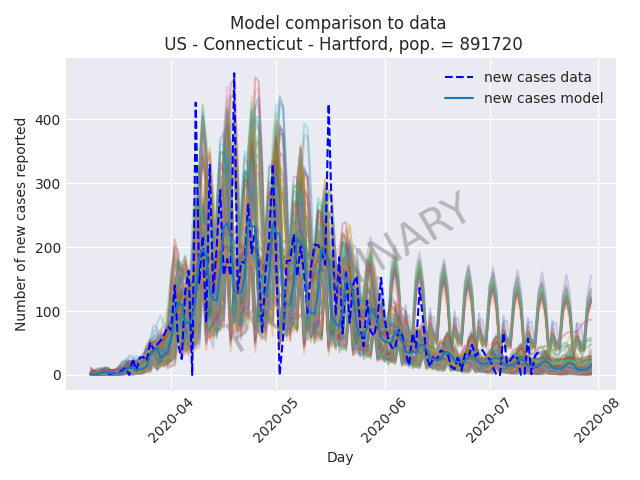 Model comparison to data
US - Connecticut - Hartford, pop. = 891720
new cases data
new cases model
Number of new cases reported
400
300
200
100
0
2020-04
2020-05
2020-06
2020-07
2020-08
Day